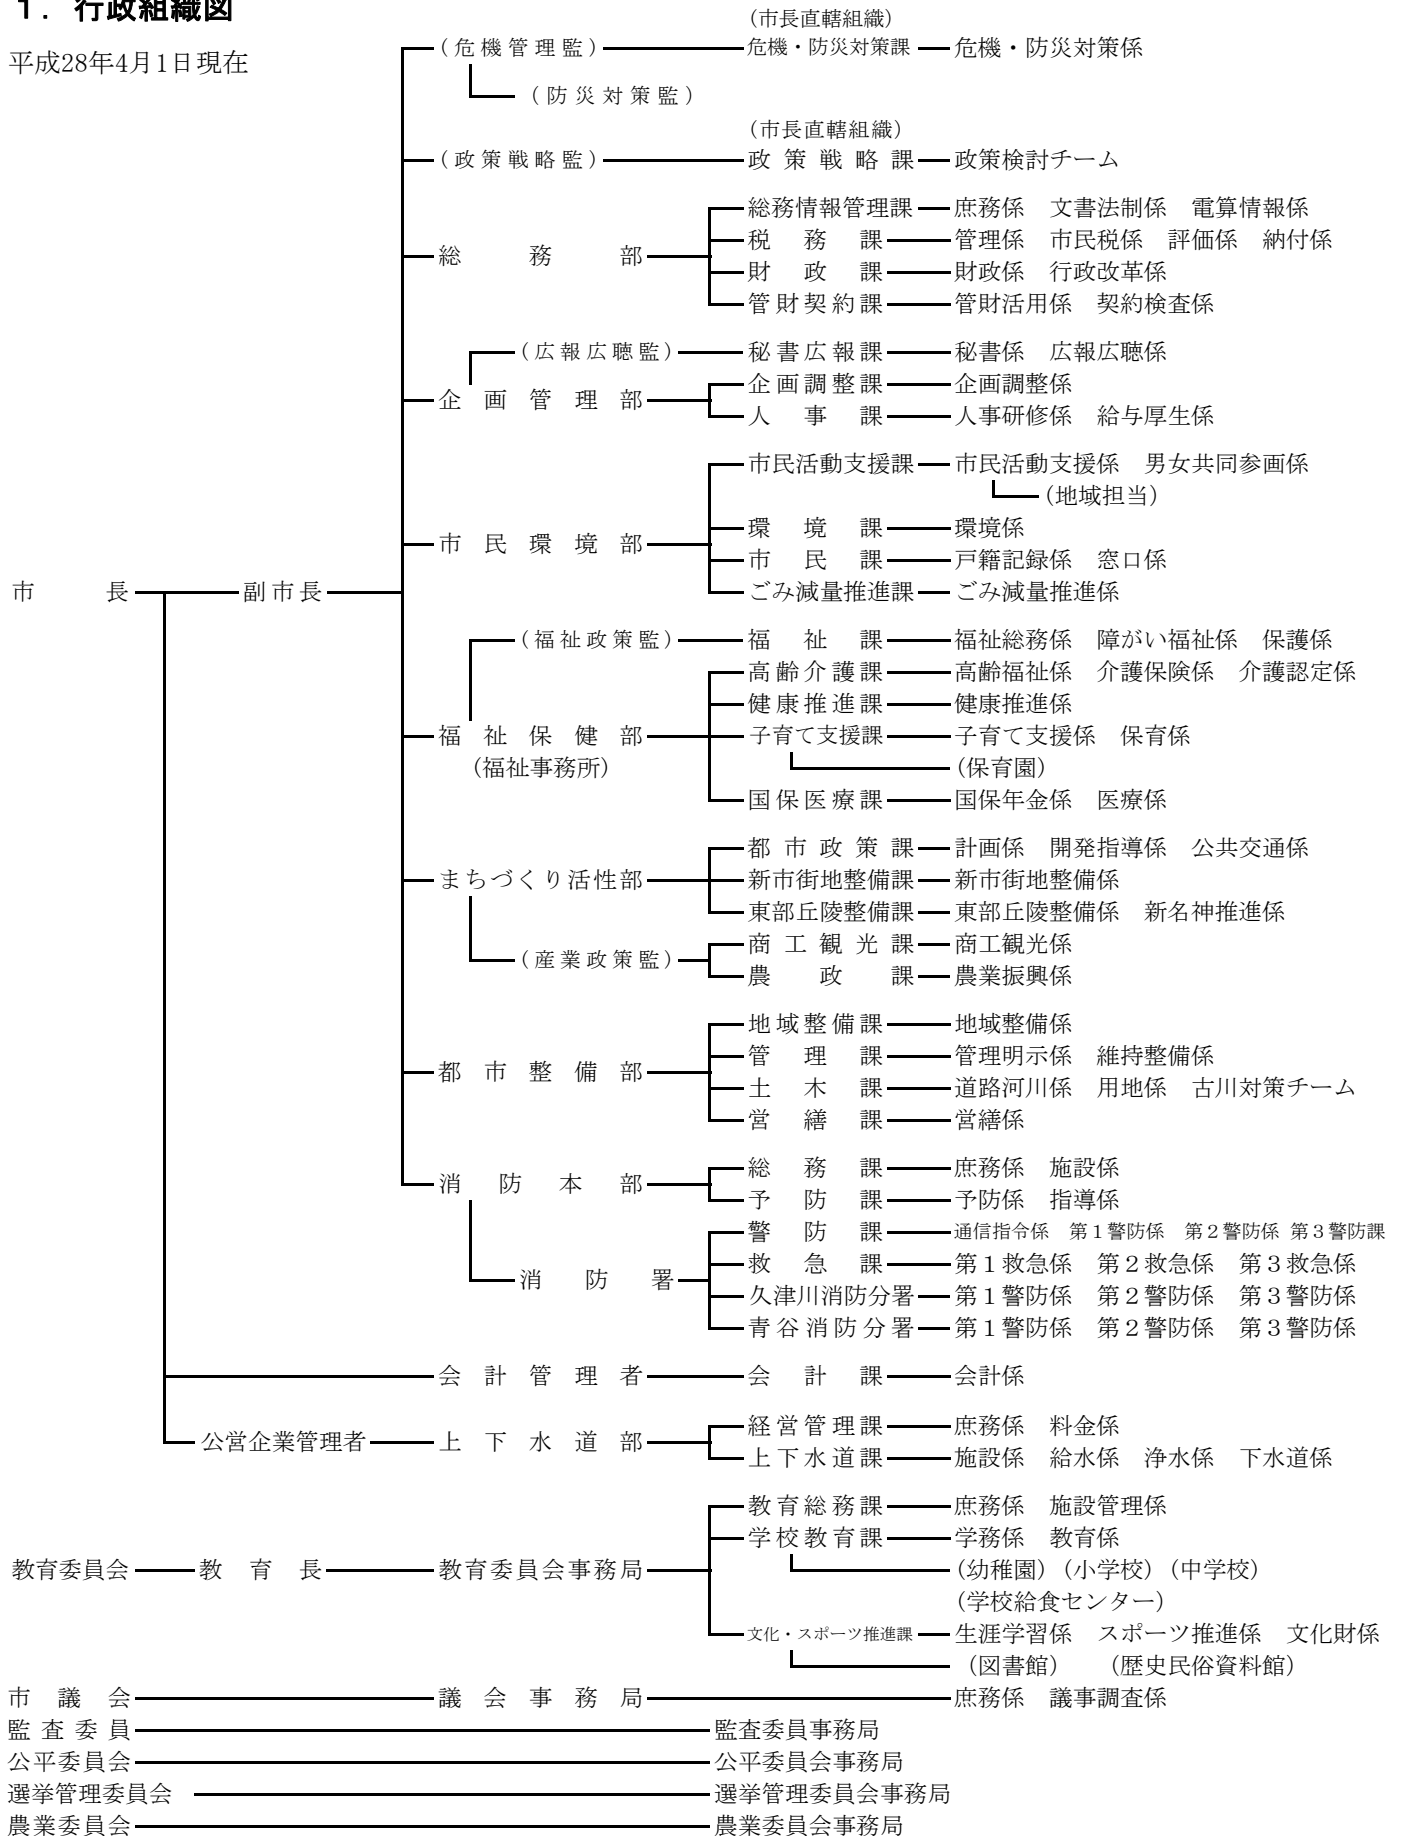 １．行政組織図
(市長直轄組織)
平成28年4月1日現在
(危機管理監) 危機・防災対策課 危機・防災対策係
(防災対策監)
(市長直轄組織)
(政策戦略監) 政策戦略課 政策検討チーム
総務情報管理課 庶務係 文書法制係 電算情報係
税務課 管理係 市民税係 評価係 納付係
総務部
財政課 財政係 行政改革係
管財契約課 管財活用係 契約検査係
(広報広聴監) 秘書広報課 秘書係 広報広聴係
企画調整課 企画調整係
企画管理部
人事課 人事研修係 給与厚生係
市民活動支援課 市民活動支援係 男女共同参画係
(地域担当)
環境課 環境係
市民環境部
市民課 戸籍記録係 窓口係
市長 副市長 ごみ減量推進課 ごみ減量推進係
(福祉政策監) 福祉課 福祉総務係 障がい福祉係 保護係
高齢介護課 高齢福祉係 介護保険係 介護認定係
健康推進課 健康推進係
福祉保健部 子育て支援課 子育て支援係 保育係
(福祉事務所) (保育園)
国保医療課 国保年金係 医療係
都市政策課 計画係 開発指導係 公共交通係
まちづくり活性部 新市街地整備課 新市街地整備係
東部丘陵整備課 東部丘陵整備係 新名神推進係
商工観光課 商工観光係
(産業政策監)
農政課 農業振興係
地域整備課 地域整備係
管理課 管理明示係 維持整備係
都市整備部
土木課 道路河川係 用地係 古川対策チーム
営繕課 営繕係
総務課 庶務係 施設係
消防本部
予防課 予防係 指導係
警防課 通信指令係 第１警防係 第２警防係 第３警防課
救急課 第１救急係 第２救急係 第３救急係
消防署
久津川消防分署 第１警防係 第２警防係 第３警防係
青谷消防分署 第１警防係 第２警防係 第３警防係
会計管理者 会計課 会計係
経営管理課 庶務係 料金係
公営企業管理者 上下水道部
上下水道課 施設係 給水係 浄水係 下水道係
教育総務課 庶務係 施設管理係
学校教育課 学務係 教育係
教育委員会 教育長 教育委員会事務局 (幼稚園) (小学校) (中学校)
(学校給食センター)
文化・スポーツ推進課 生涯学習係 スポーツ推進係 文化財係
(図書館) (歴史民俗資料館)
市議会 議会事務局 庶務係 議事調査係
監査委員 監査委員事務局
公平委員会 公平委員会事務局
選挙管理委員会 選挙管理委員会事務局
農業委員会 農業委員会事務局